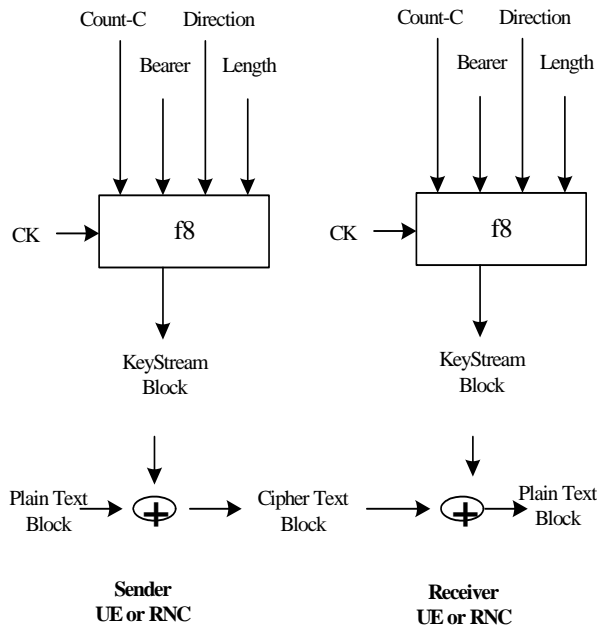 Count-C Direction
Bearer Length
CK f8
KeyStream
Block
Plain Text
Block
Cipher Text
Block
Sender
UE or RNC
Count-C Direction
Bearer Length
CK f8
KeyStream
Block
Plain Text
Block
Receiver
UE or RNC